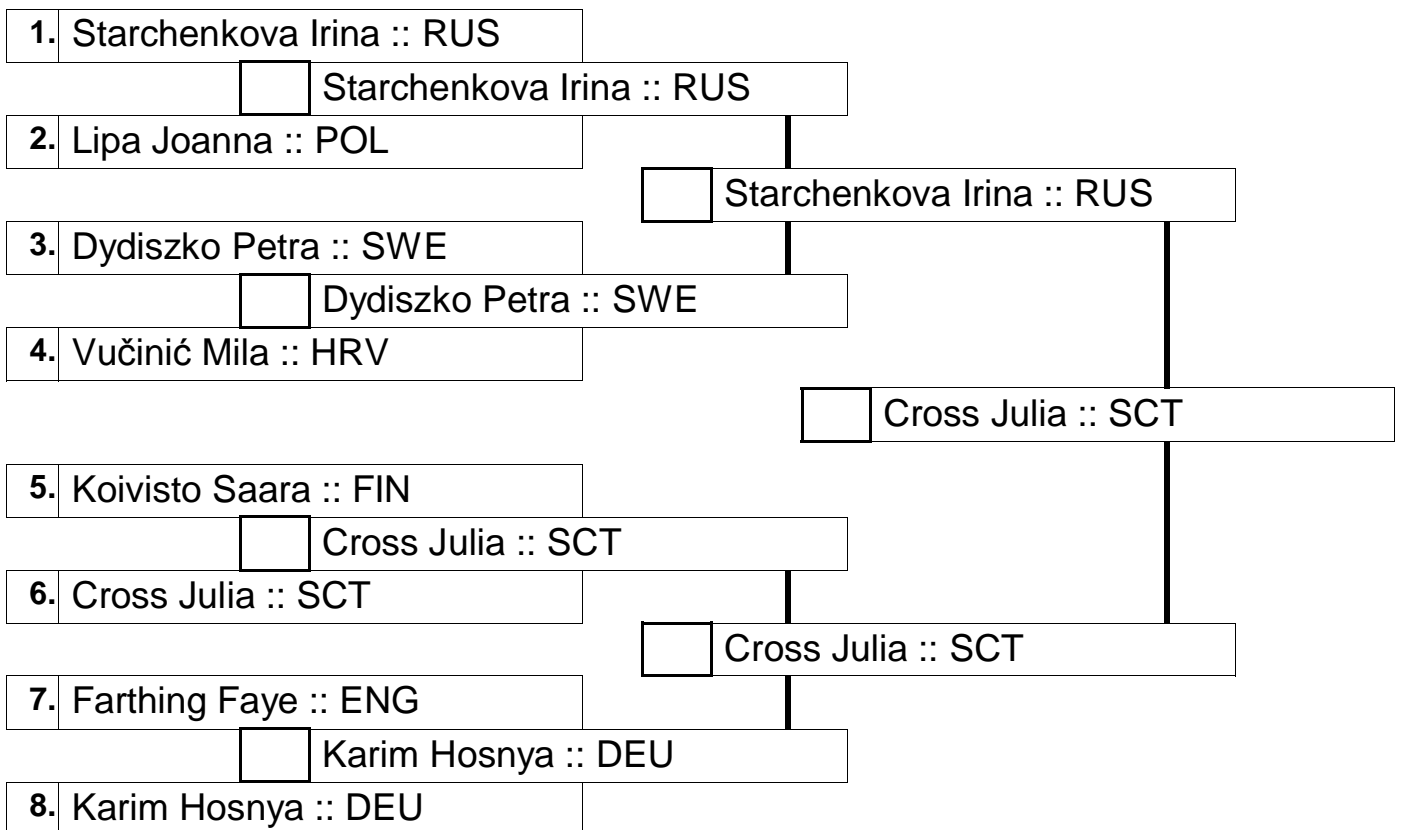 1. Starchenkova Irina :: RUS
Starchenkova Irina :: RUS
2. Lipa Joanna :: POL
Starchenkova Irina :: RUS
3. Dydiszko Petra :: SWE
Dydiszko Petra :: SWE
4. Vučinić Mila :: HRV
Cross Julia :: SCT
5. Koivisto Saara :: FIN
Cross Julia :: SCT
6. Cross Julia :: SCT
Cross Julia :: SCT
7. Farthing Faye :: ENG
Karim Hosnya :: DEU
8. Karim Hosnya :: DEU